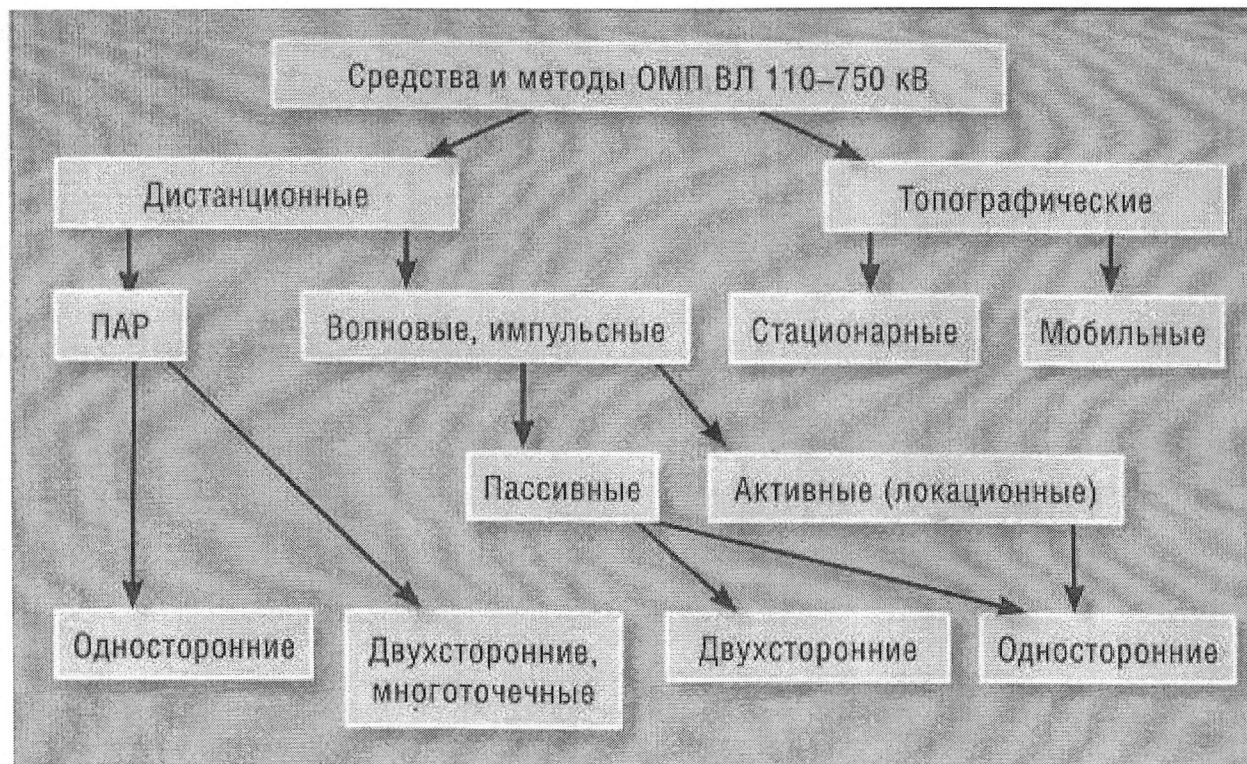 Средства и методы ОМП ВЛ 110–750 кВ
Дистанционные
Топографические
ПАР
Волновые, импульсные
Стационарные
Мобильные
Пассивные
Активные (локационные)
Односторонние
Двухсторонние,
многоточечные
Двухсторонние
Односторонние